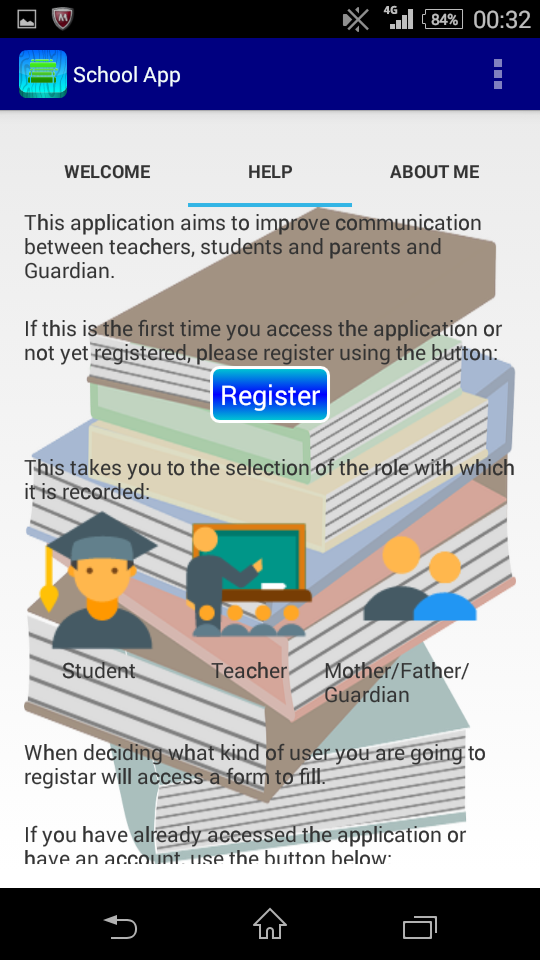 4G 84% 00:32
School App
WELCOME HELP ABOUT ME
This application aims to improve communication
between teachers, students and parents and
Guardian.
If this is the first time you access the application or
not yet registered, please register using the button:
Register
This takes you to the selection of the role with which
it is recorded:
Student Teacher Mother/Father/
Guardian
When deciding what kind of user you are going to
registar will access a form to fill.
If you have already accessed the application or
have an account, use the button below: